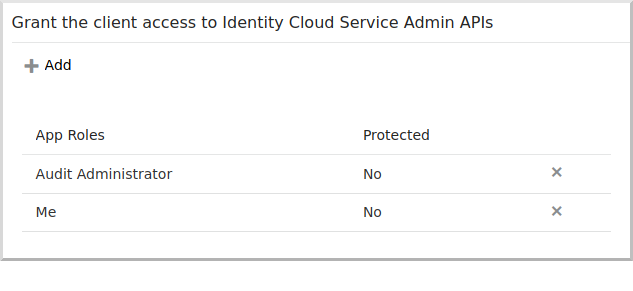 Grant the client access to Identity Cloud Service Admin APIs
Add
App Roles Protected
Audit Administrator No
Me No